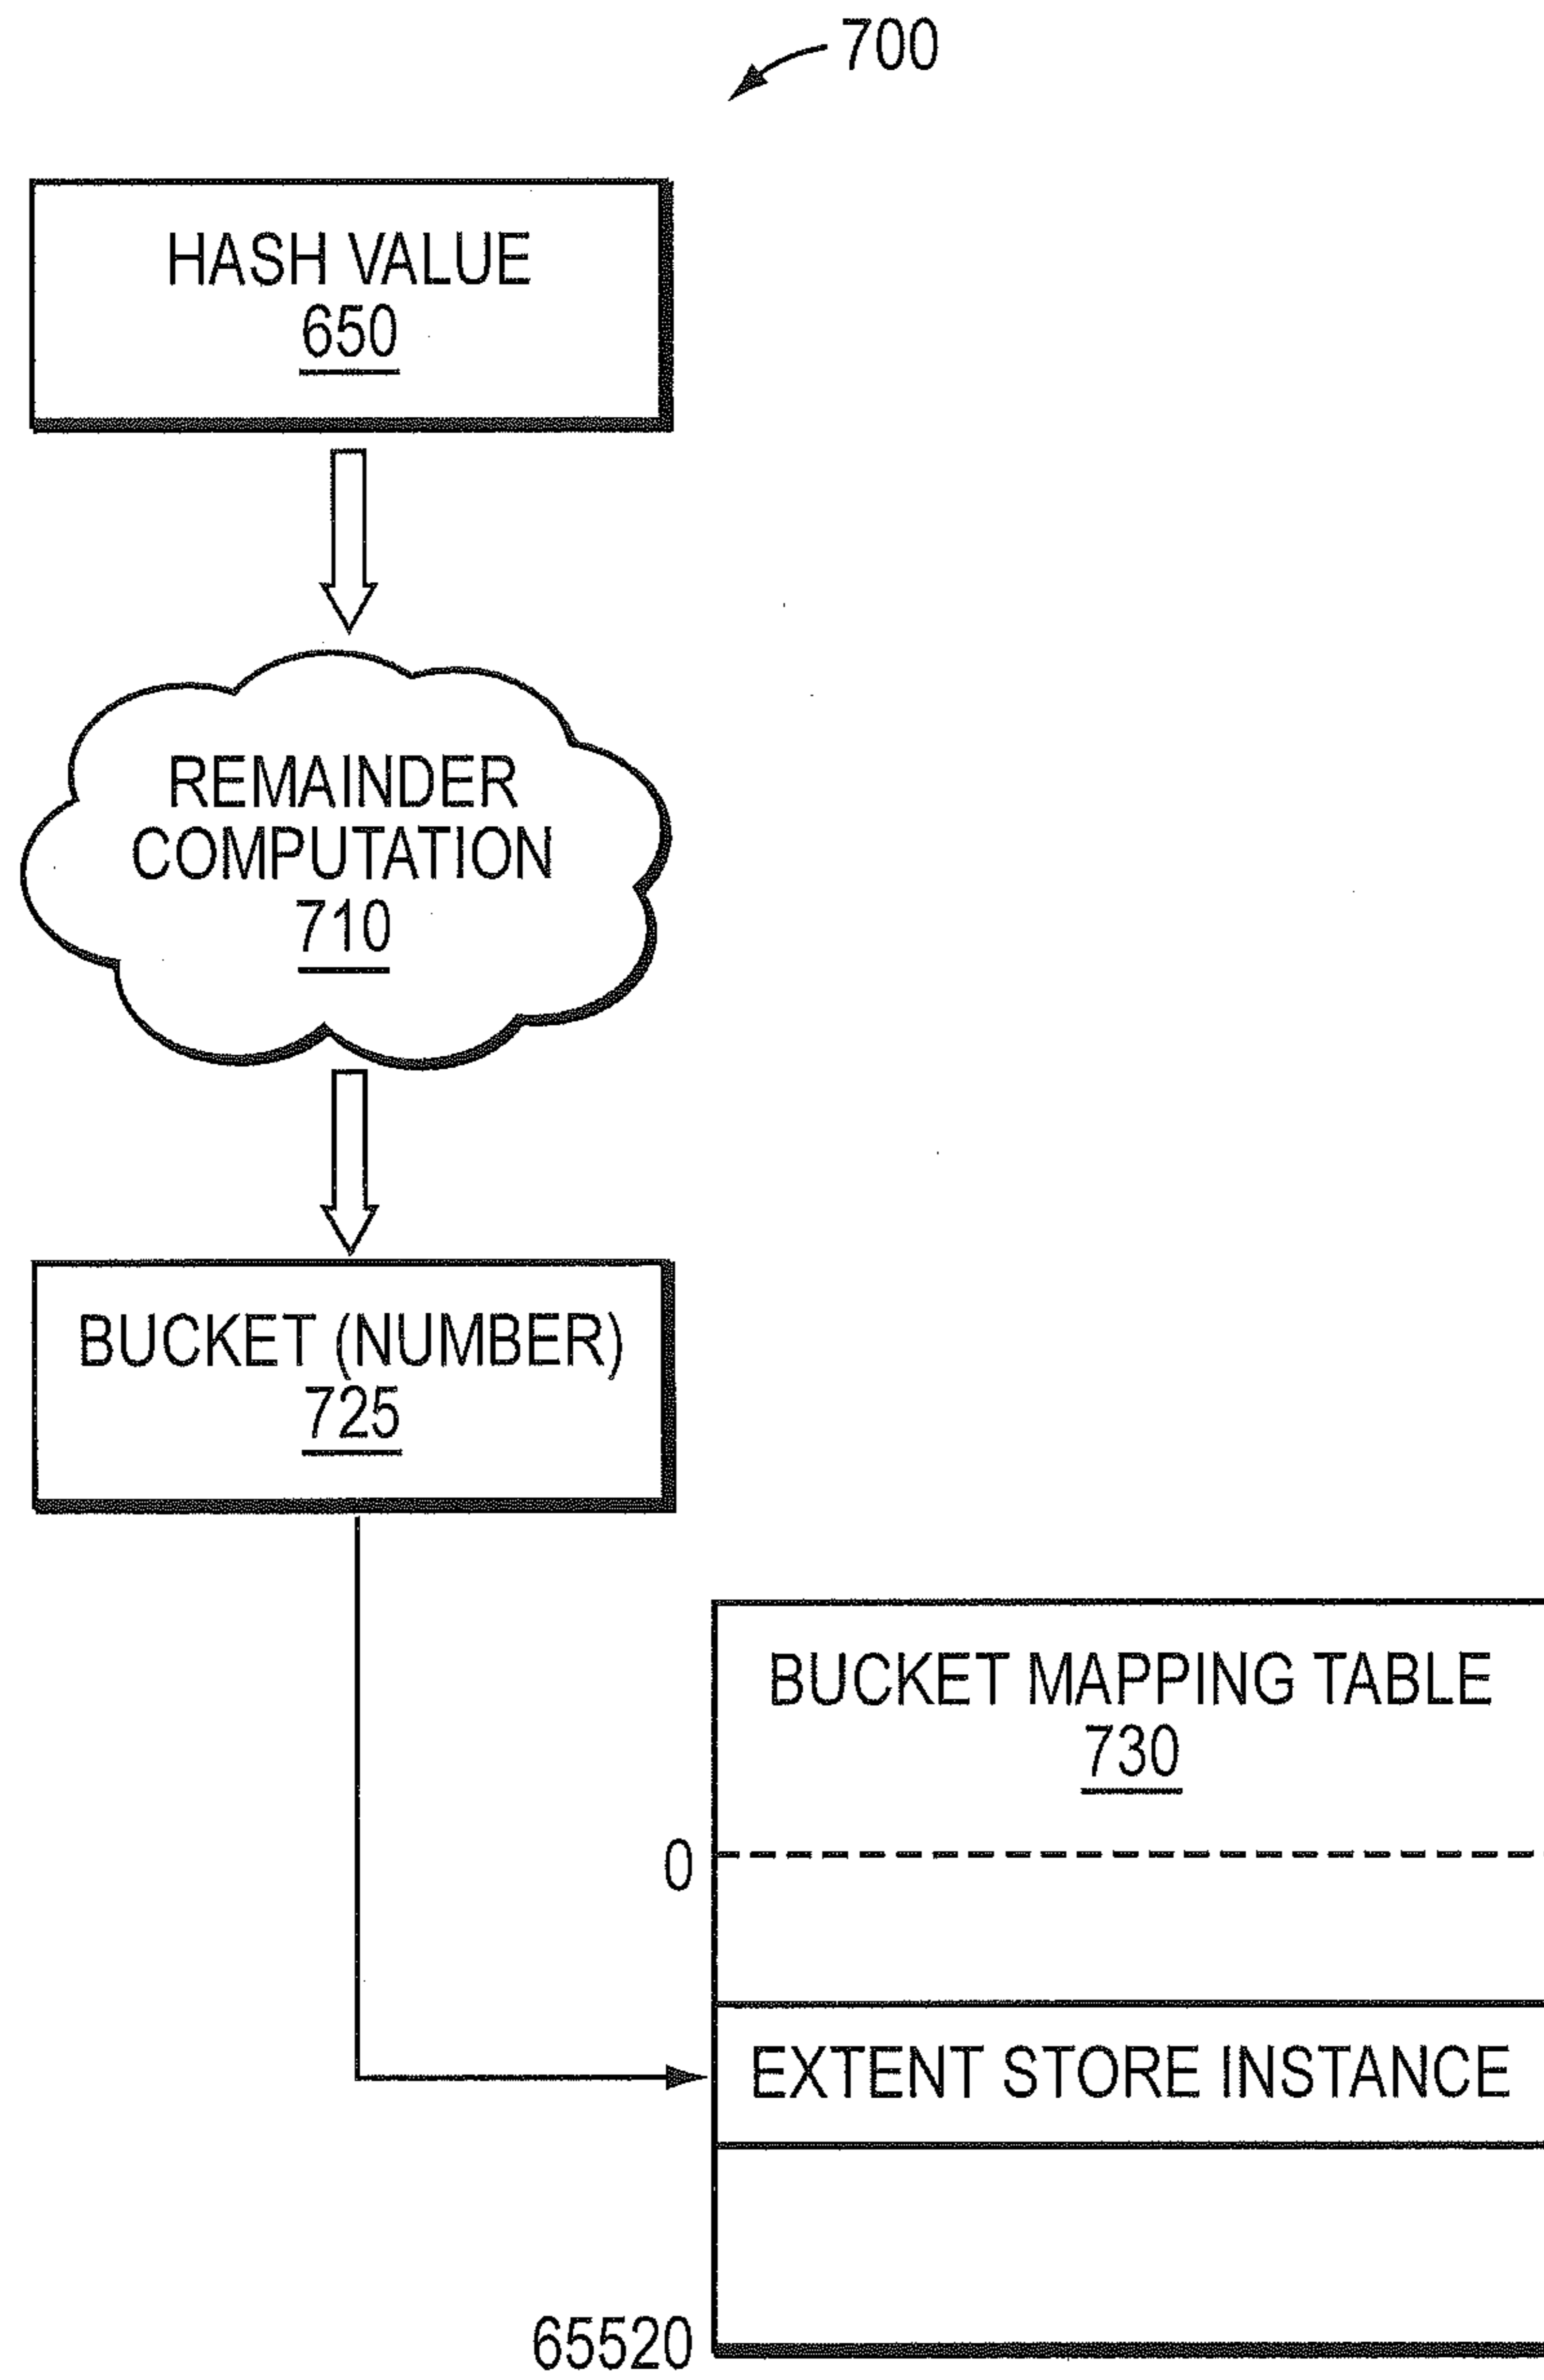 700
HASH VALUE
650
REMAINDER
COMPUTATION
710
BUCKET (NUMBER)
725
BUCKET MAPPING TABLE
730
0
EXTENT STORE INSTANCE
65520